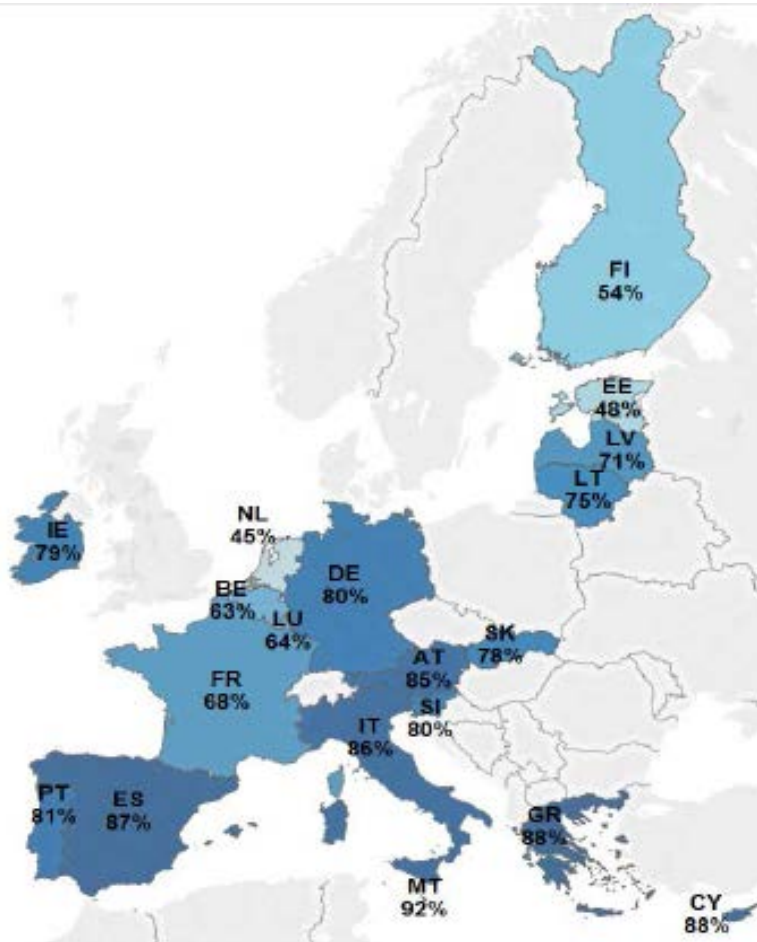 FI
54%
EE
48%
LV
71%
LT
75%
IE
79%
NL
45%
DE
80%
BE
63%
LU
64%
SK
78%
AT
85%
FR
68%
SI
80%
IT
86%
PT
81%
ES
87%
GR
88%
MT
92%
CY
88%